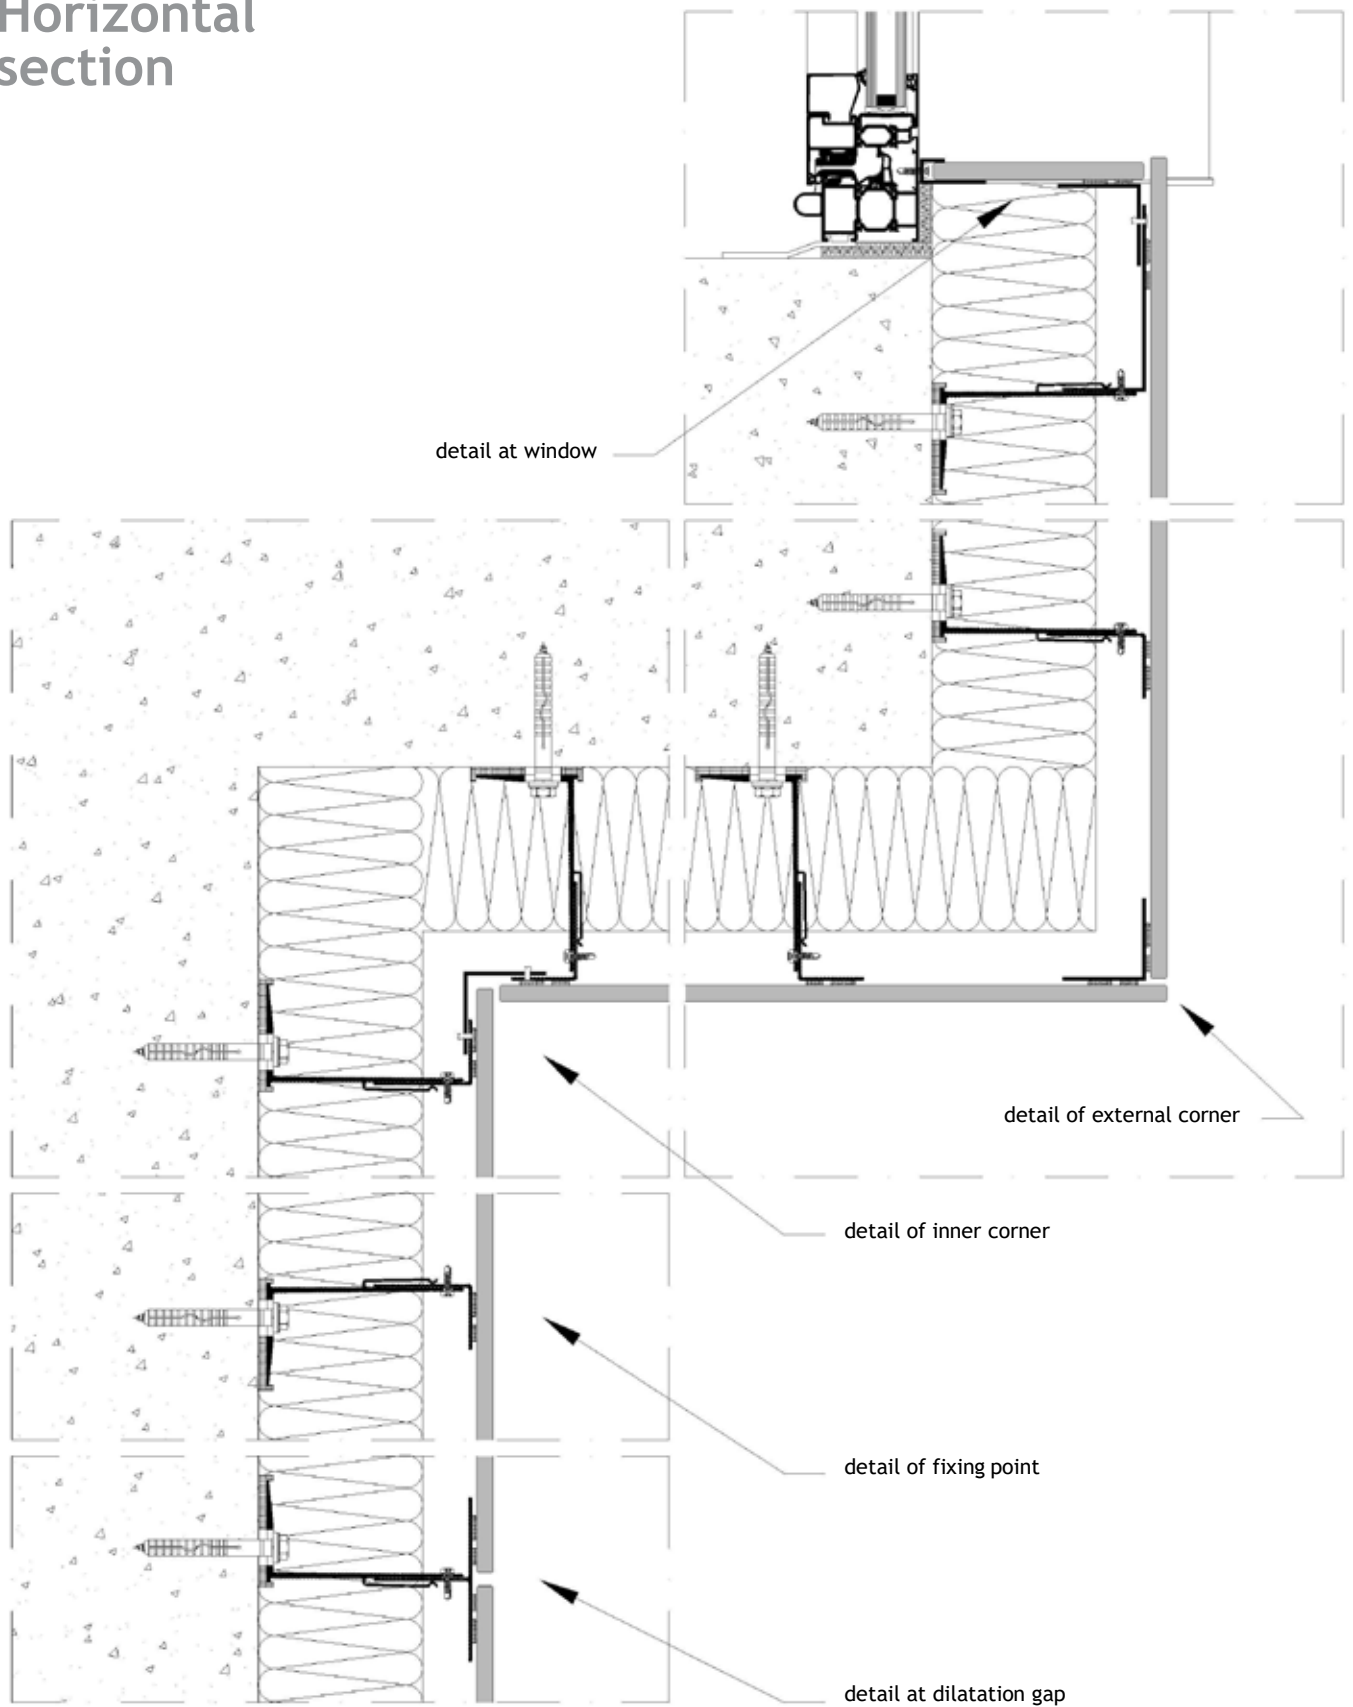 Horizontal
section
detail at window
detail of external corner
detail of inner corner
detail of fixing point
detail at dilatation gap